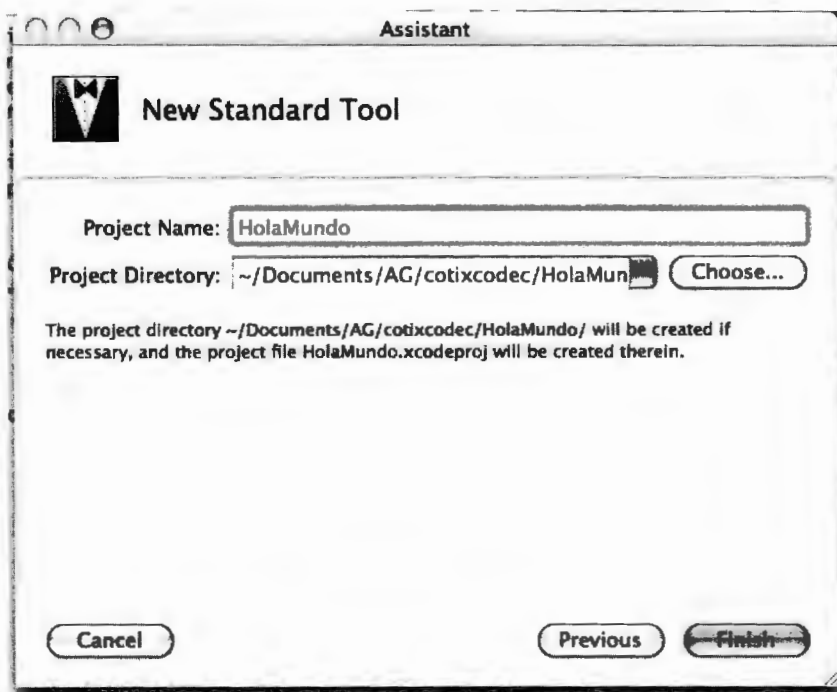 Assistant
New Standard Tool
Project Name: HolaMundo
Project Directory: ~/Documents/AG/cotixcodec/HolaMun Choose...
The project directory ~/Documents/AG/cotixcodec/HolaMundo/ will be created if
necessary, and the project file HolaMundo.xcodeproj will be created therein.
Cancel Previous Finish